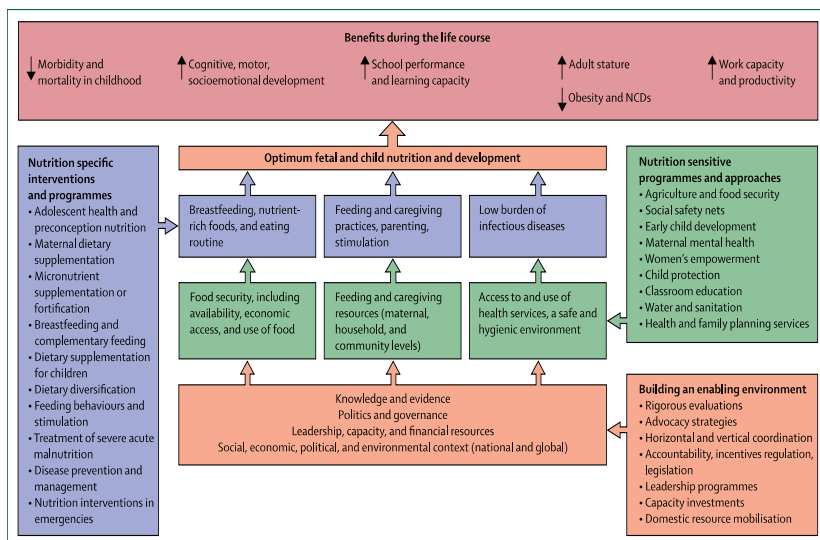 Benefits during the life course
Morbidity and
mortality in childhood
Cognitive, motor,
socioemotional development
School performance
and learning capacity
Adult stature
Obesity and NCDs
Work capacity
and productivity
Nutrition specific
interventions
and programmes
• Adolescent health and
preconception nutrition
• Maternal dietary
supplementation
• Micronutrient
supplementation or
fortification
• Breastfeeding and
complementary feeding
• Dietary supplementation
for children
• Dietary diversification
• Feeding behaviours and
stimulation
• Treatment of severe acute
malnutrition
• Disease prevention and
management
• Nutrition interventions in
emergencies
Optimum fetal and child nutrition and development
Breastfeeding, nutrient-
rich foods, and eating
routine
Feeding and caregiving
practices, parenting,
stimulation
Low burden of
infectious diseases
Food security, including
availability, economic
access, and use of food
Feeding and caregiving
resources (maternal,
household, and
community levels)
Access to and use of
health services, a safe and
hygienic environment
Knowledge and evidence
Politics and governance
Leadership, capacity, and financial resources
Social, economic, political, and environmental context (national and global)
Nutrition sensitive
programmes and approaches
• Agriculture and food security
• Social safety nets
• Early child development
• Maternal mental health
• Women's empowerment
• Child protection
• Classroom education
• Water and sanitation
• Health and family planning services
Building an enabling environment
• Rigorous evaluations
• Advocacy strategies
• Horizontal and vertical coordination
• Accountability, incentives regulation,
legislation
• Leadership programmes
• Capacity investments
• Domestic resource mobilisation